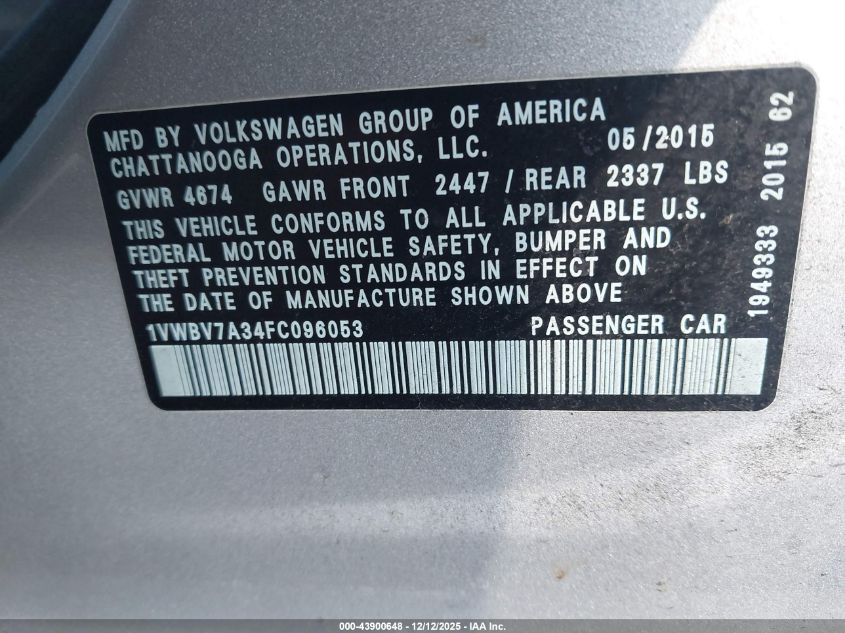 MFD BY VOLKSWAGEN GROUP OF AMERICA
CHATTANOOGA OPERATIONS, LLC. 05/2015
GVWR 4674 GAWR FRONT 2447 / REAR 2337 LBS
THIS VEHICLE CONFORMS TO ALL APPLICABLE U.S.
FEDERAL MOTOR VEHICLE SAFETY, BUMPER AND
THEFT PREVENTION STANDARDS IN EFFECT ON
THE DATE OF MANUFACTURE SHOWN ABOVE
1VWBV7A34FC096053 PASSENGER CAR
1949333 2015 62
000-43900648 - 12/12/2025 - IAA Inc.